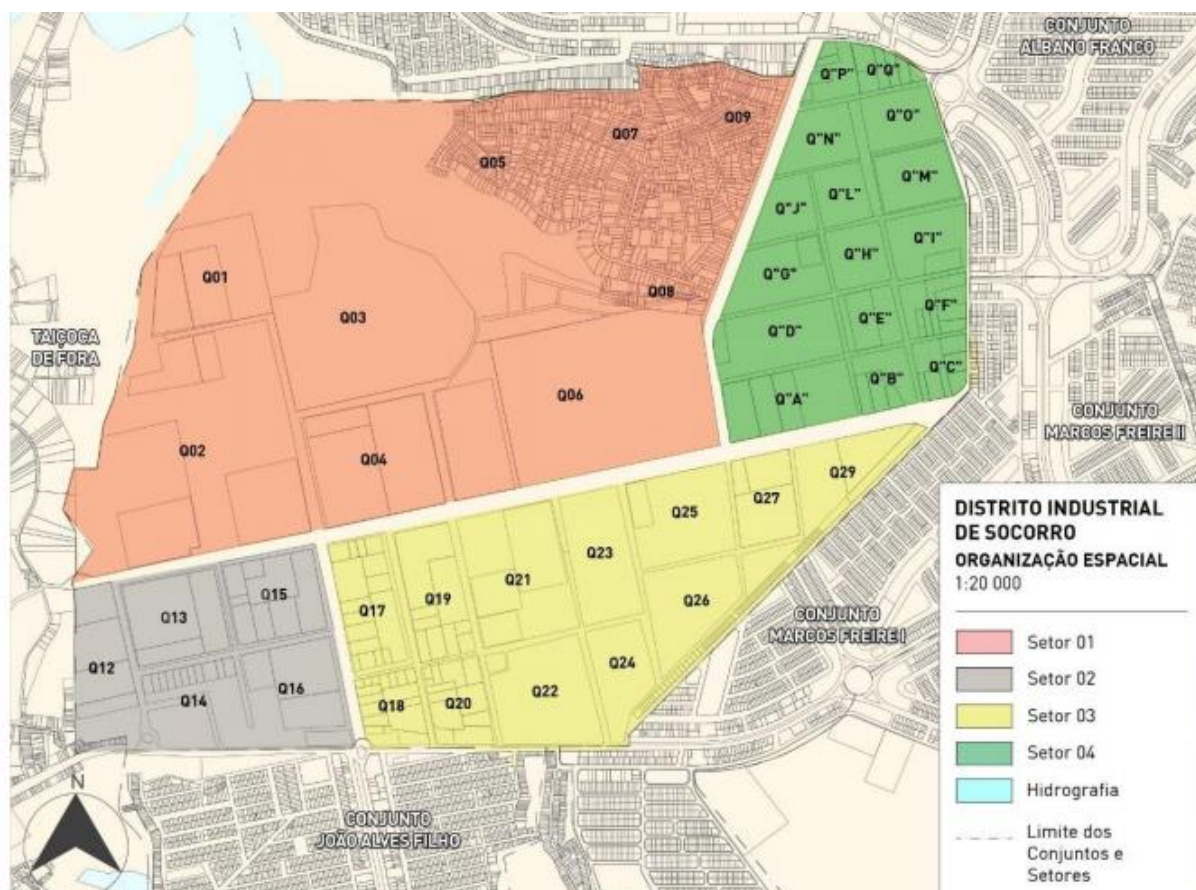 CONJUNTO
ALBANO FRANCO
Q"P"
Q"Q"
Q09
Q07
Q"O"
Q"N"
Q05
Q"M"
Q"L"
Q"J"
Q"I"
Q"H"
Q01
Q"G"
Q08
Q"F"
Q03
Q"E"
TAIÇOCA
DE FORA
Q"D"
Q"C"
Q"B"
Q06
Q"A"
CONJUNTO
MARCOS FREIRE II
Q02
Q04
Q29
Q27
Q25
Q23
Q21
Q15
Q13
Q19
Q17
Q26
CONJUNTO
MARCOS FREIRE I
Q12
Q24
Q16
Q22
Q14
Q20
Q18
CONJUNTO
JOÃO ALVES FILHO
N
DISTRITO INDUSTRIAL
DE SOCORRO
ORGANIZAÇÃO ESPACIAL
1:20 000
Setor 01
Setor 02
Setor 03
Setor 04
Hidrografia
Limite dos
Conjuntos e
Setores